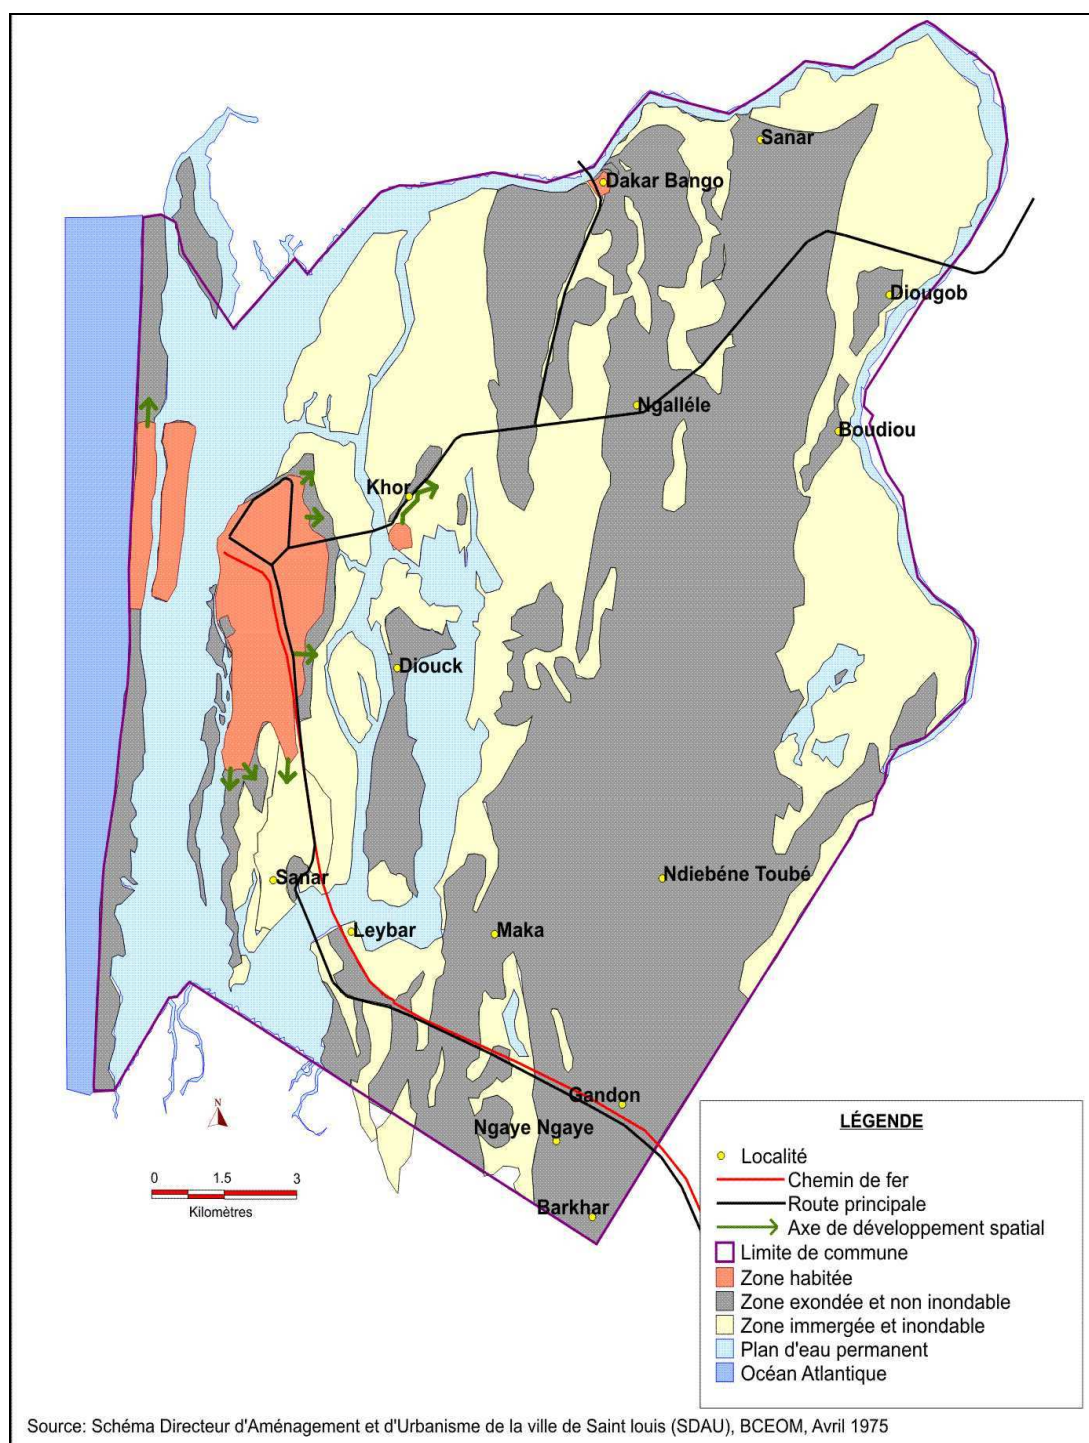 Sanar
Dakar Bango
Diougob
Ngalléle
Boudiou
Khor
Diouck
Ndiebéne Toubé
Sanar
Leybar
Maka
Gandon
Ngaye Ngaye
Barkhar
N
0 1.5 3
Kilomètres
LÉGENDE
Localité
Chemin de fer
Route principale
Axe de développement spatial
Limite de commune
Zone habitée
Zone exondée et non inondable
Zone immergée et inondable
Plan d'eau permanent
Océan Atlantique
Source: Schéma Directeur d'Aménagement et d'Urbanisme de la ville de Saint louis (SDAU), BCEOM, Avril 1975